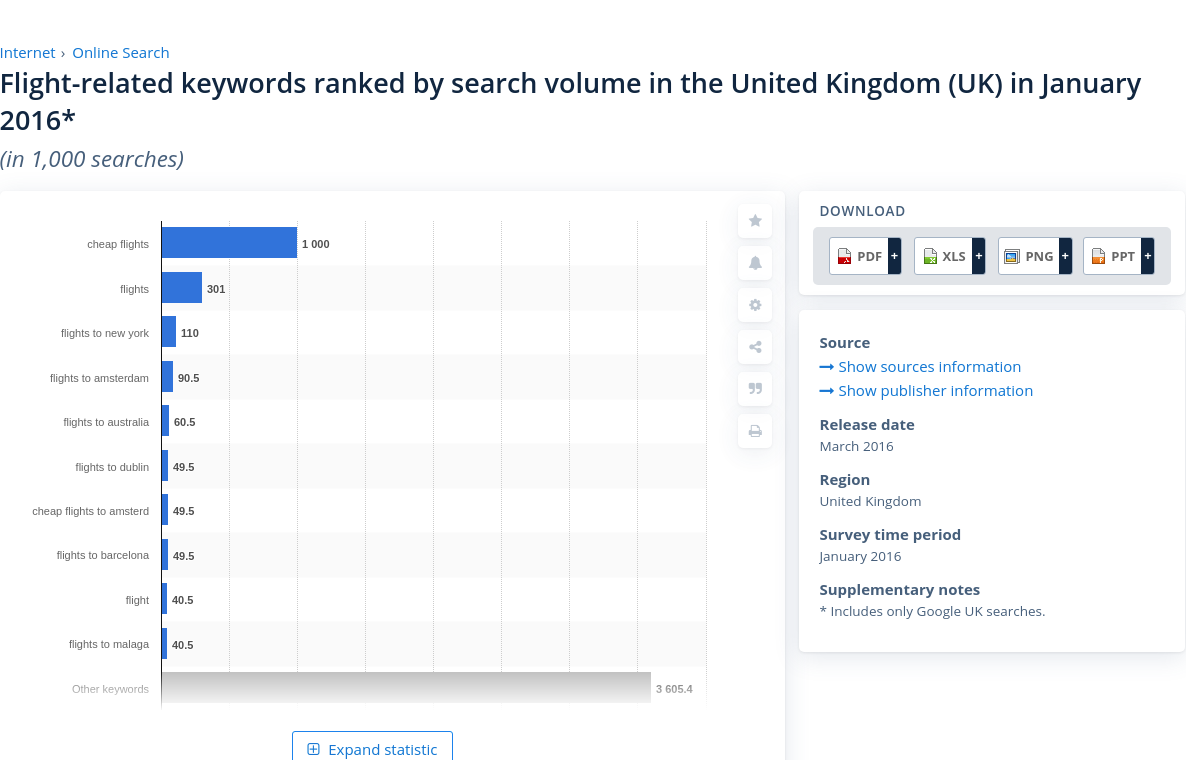 Internet › Online Search
Flight-related keywords ranked by search volume in the United Kingdom (UK) in January
2016*
(in 1,000 searches)
cheap flights 1 000
flights 301
flights to new york 110
flights to amsterdam 90.5
flights to australia 60.5
flights to dublin 49.5
cheap flights to amsterd 49.5
flights to barcelona 49.5
flight 40.5
flights to malaga 40.5
Other keywords 3 605.4
Expand statistic
DOWNLOAD
PDF + XLS + PNG + PPT +
Source
Show sources information
Show publisher information
Release date
March 2016
Region
United Kingdom
Survey time period
January 2016
Supplementary notes
* Includes only Google UK searches.